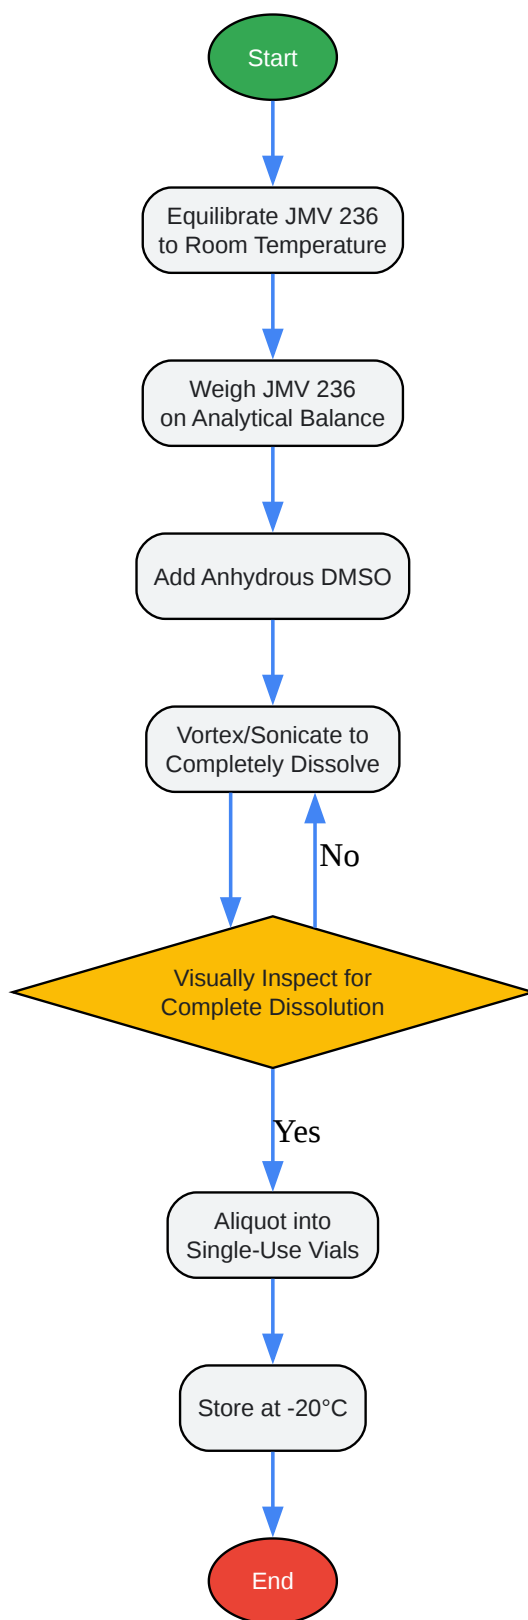 Start
Equilibrate JMV 236
to Room Temperature
Weigh JMV 236
on Analytical Balance
Add Anhydrous DMSO
Vortex/Sonicate to
Completely Dissolve
No
Visually Inspect for
Complete Dissolution
Yes
Aliquot into
Single-Use Vials
Store at -20°C
End